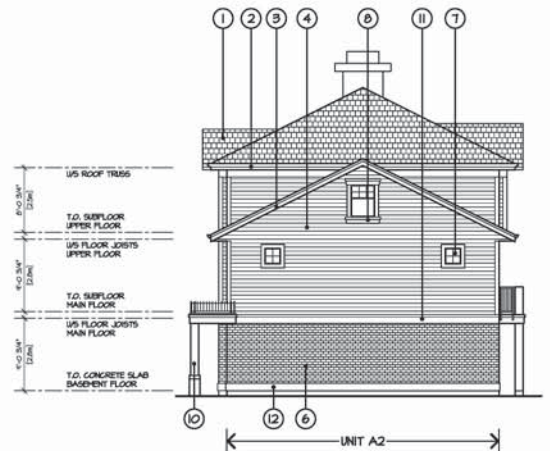 1 2 3 4 8 11 7
U/S ROOF TRUSS
8'-0 3/4"
[2.5m]
T.O. SUBFLOOR
UPPER FLOOR
U/S FLOOR JOISTS
UPPER FLOOR
9'-0 3/4"
[2.8m]
T.O. SUBFLOOR
MAIN FLOOR
U/S FLOOR JOISTS
MAIN FLOOR
9'-0 3/4"
[2.8m]
T.O. CONCRETE SLAB
BASEMENT FLOOR
10 12 6
UNIT A2